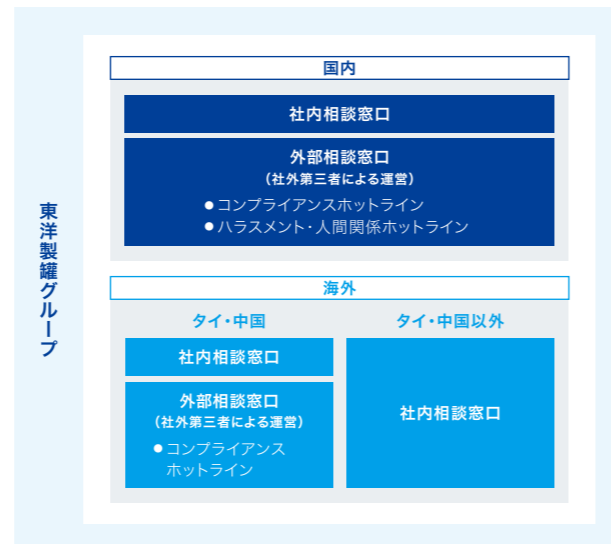 東洋製罐グループ
国内
社内相談窓口
外部相談窓口
（社外第三者による運営）
●コンプライアンスホットライン
●ハラスメント・人間関係ホットライン
海外
タイ・中国
社内相談窓口
外部相談窓口
（社外第三者による運営）
●コンプライアンス
ホットライン
タイ・中国以外
社内相談窓口